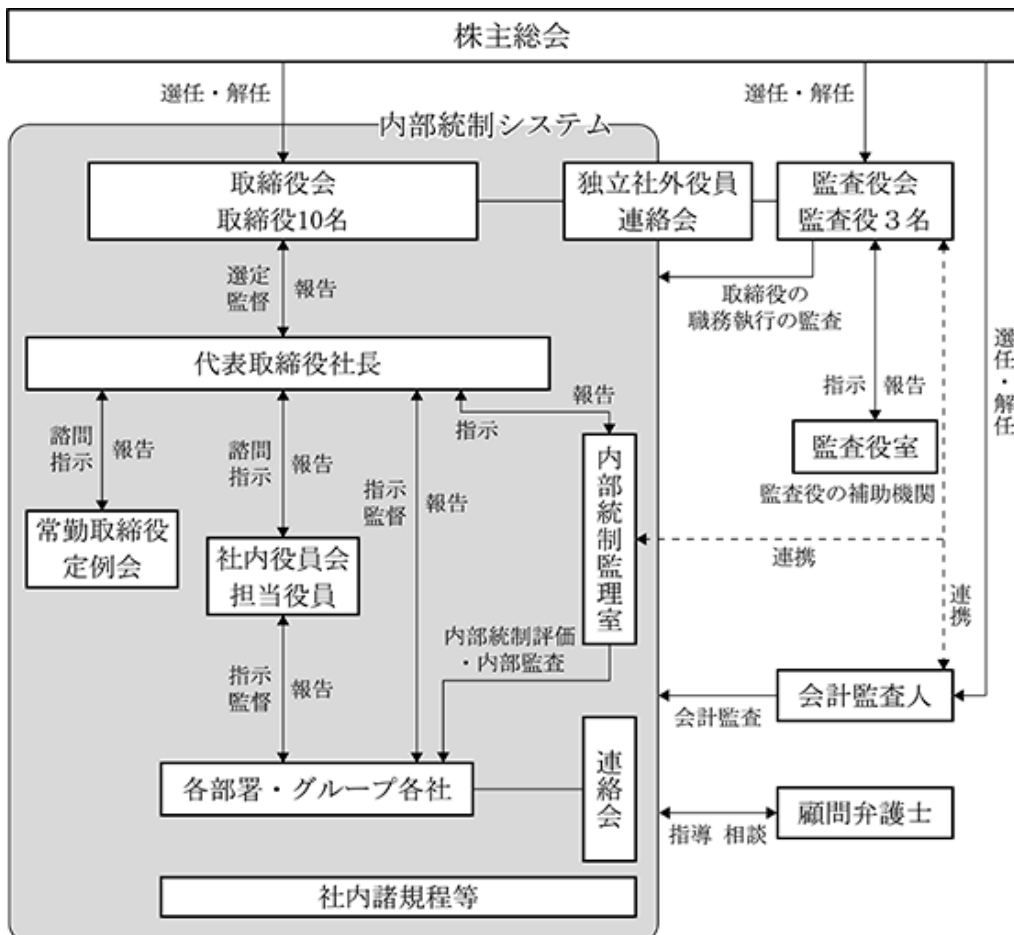 株主総会
選任・解任
選任・解任
内部統制システム
取締役会
取締役10名
独立社外役員
連絡会
監査役会
監査役３名
選定
監督
報告
取締役の
職務執行の監査
選任・解任
代表取締役社長
指示
報告
報告
指示
監査役室
監査役の補助機関
諮問
指示
報告
諮問
指示
報告
指示
監督
報告
内部統制監理室
常勤取締役
定例会
社内役員会
担当役員
連携
連携
内部統制評価
・内部監査
指示
監督
報告
会計監査人
会計監査
連絡会
各部署・グループ各社
顧問弁護士
指導 相談
社内諸規程等